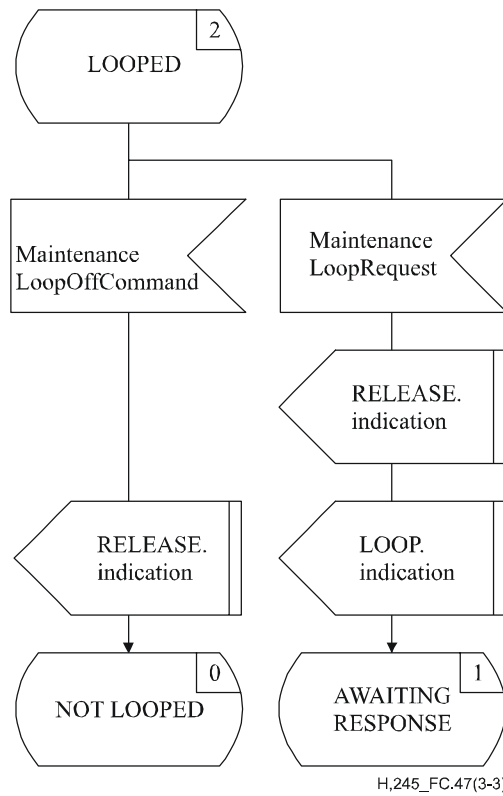 2
LOOPED
Maintenance
LoopOffCommand
Maintenance
LoopRequest
RELEASE.
indication
RELEASE.
indication
LOOP.
indication
0
NOT LOOPED
1
AWAITING
RESPONSE
H,245_FC.47(3-3)